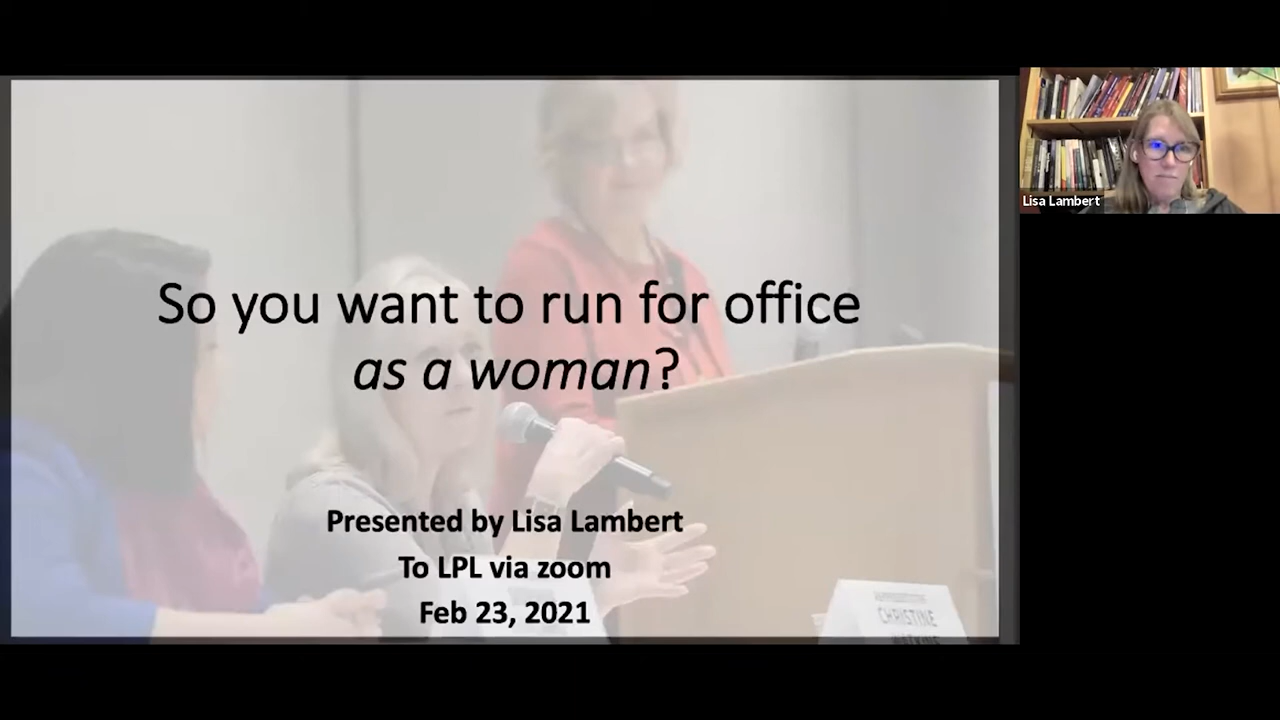 So you want to run for office
as a woman?
Presented by Lisa Lambert
To LPL via zoom
Feb 23, 2021
CHRISTINE
Lisa Lambert